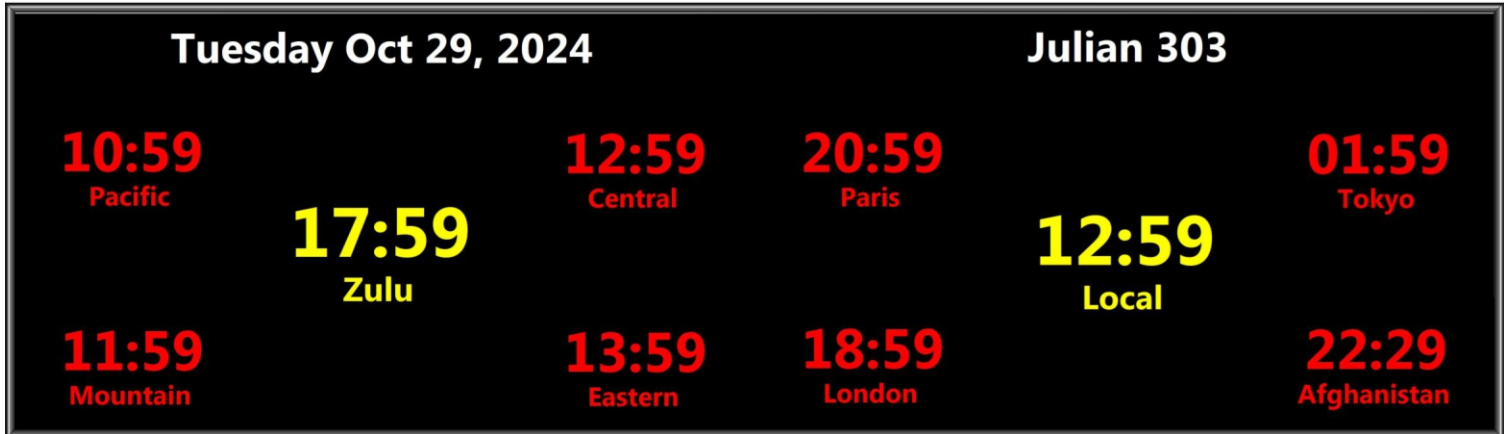 Tuesday Oct 29, 2024
Julian 303
10:59
Pacific
12:59
Central
20:59
Paris
01:59
Tokyo
17:59
Zulu
12:59
Local
11:59
Mountain
13:59
Eastern
18:59
London
22:29
Afghanistan